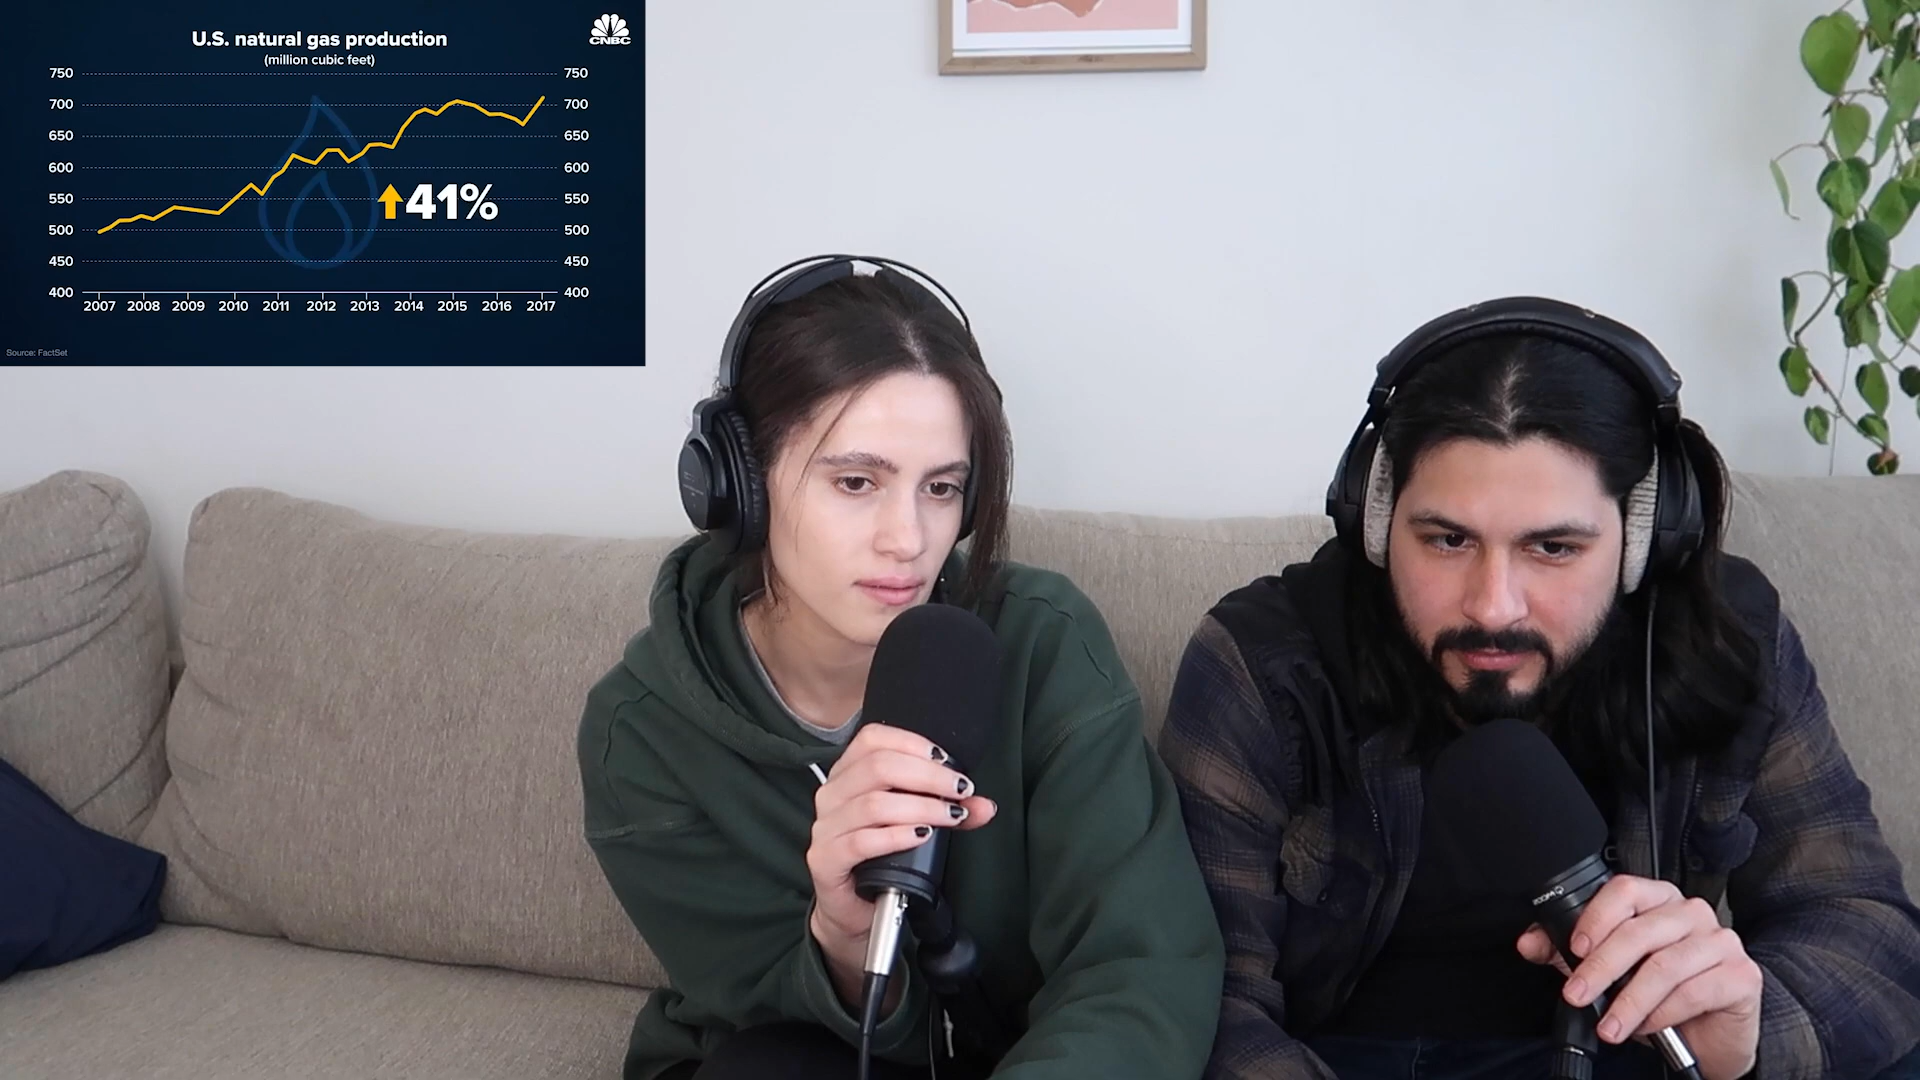 U.S. natural gas production
(million cubic feet)
CNBC
750 750
700 700
650 650
600 600
550 550
41%
500 500
450 450
400 400
2007 2008 2009 2010 2011 2012 2013 2014 2015 2016 2017
Source: FactSet